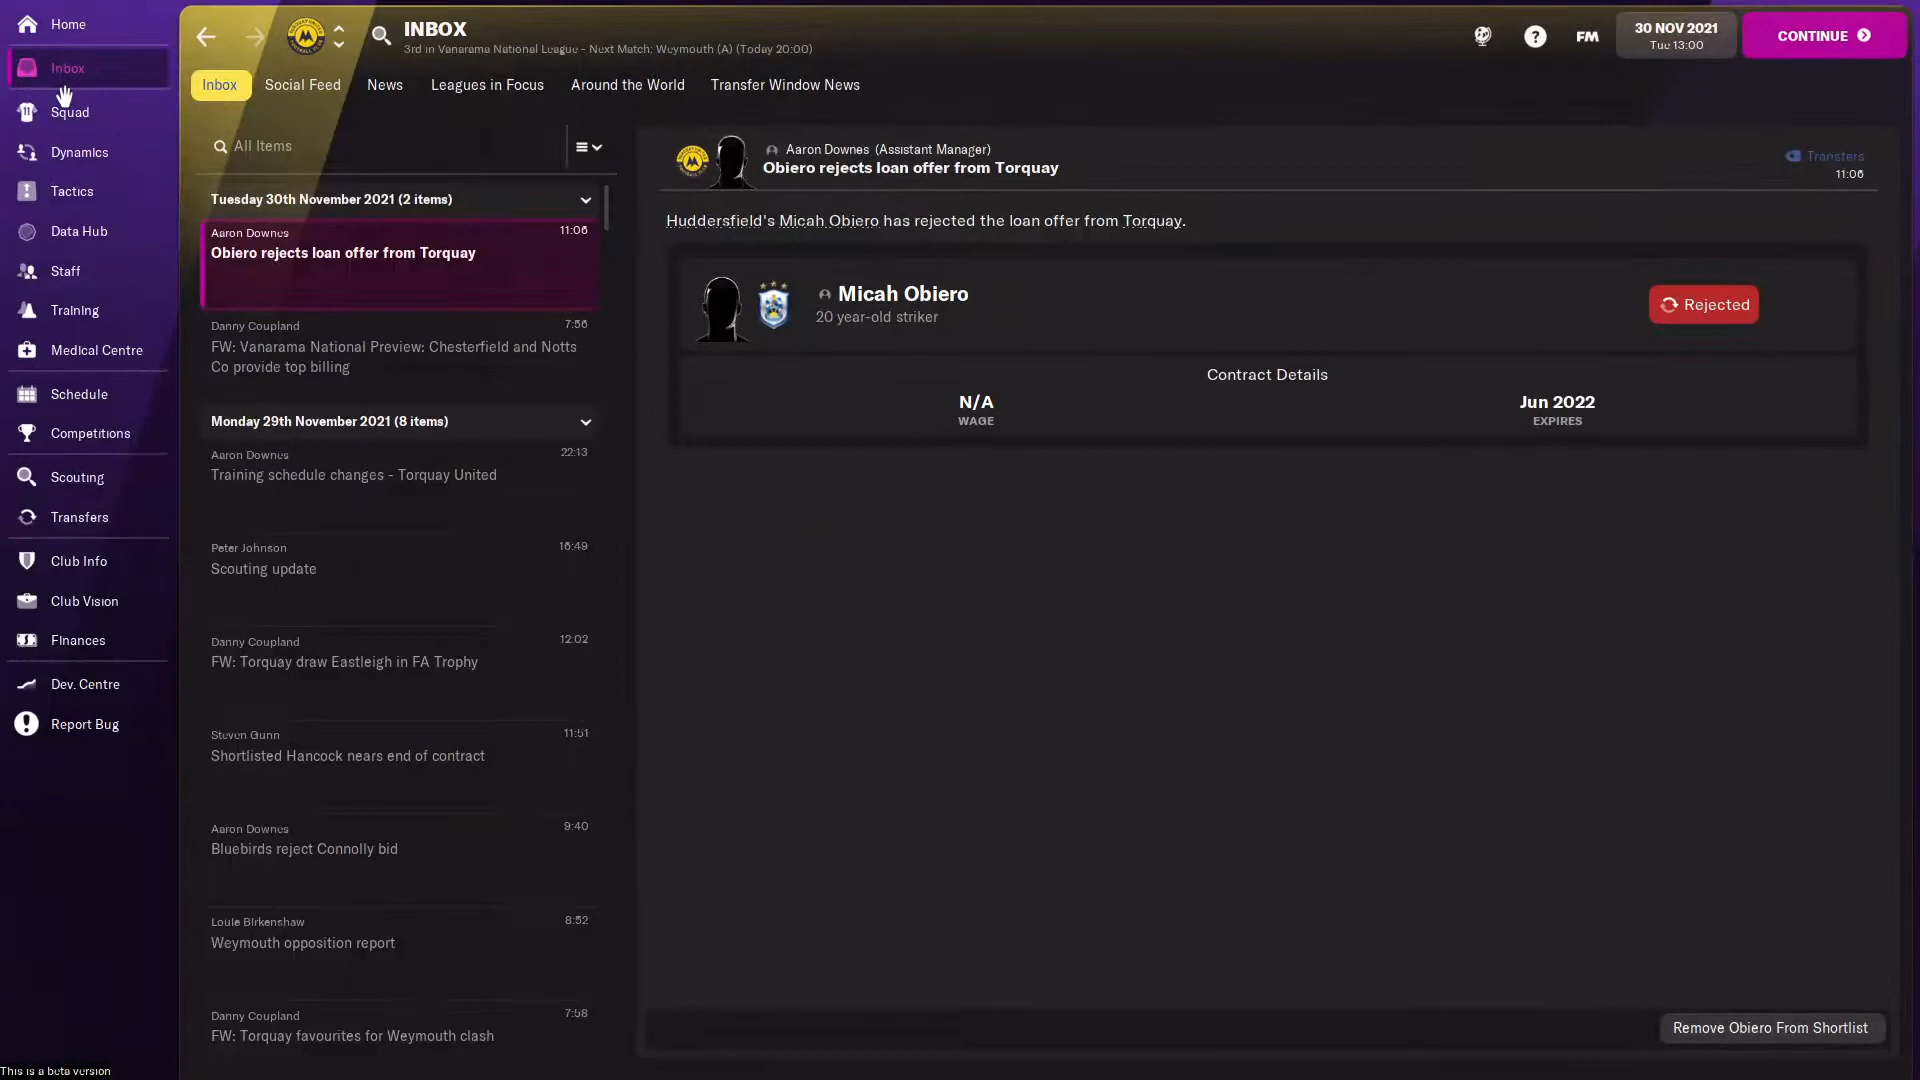 Home
Inbox
Squad
Dynamics
Tactics
Data Hub
Staff
Training
Medical Centre
Schedule
Competitions
Scouting
Transfers
Club Info
Club Vision
Finances
Dev. Centre
Report Bug
This is a beta version
INBOX
3rd in Vanarama National League - Next Match: Weymouth (A) (Today 20:00)
FM
30 NOV 2021
Tue 13:00
CONTINUE
Inbox
Social Feed
News
Leagues in Focus
Around the World
Transfer Window News
All Items
Tuesday 30th November 2021 (2 items)
Aaron Downes 11:06
Obiero rejects loan offer from Torquay
Danny Coupland 7:56
FW: Vanarama National Preview: Chesterfield and Notts
Co provide top billing
Monday 29th November 2021 (8 items)
Aaron Downes 22:13
Training schedule changes - Torquay United
Peter Johnson 16:49
Scouting update
Danny Coupland 12:02
FW: Torquay draw Eastleigh in FA Trophy
Steven Gunn 11:51
Shortlisted Hancock nears end of contract
Aaron Downes 9:40
Bluebirds reject Connolly bid
Louie Birkenshaw 8:52
Weymouth opposition report
Danny Coupland 7:58
FW: Torquay favourites for Weymouth clash
Aaron Downes (Assistant Manager)
Obiero rejects loan offer from Torquay
Transfers
11:06
Huddersfield's Micah Obiero has rejected the loan offer from Torquay.
Micah Obiero
20 year-old striker
Rejected
Contract Details
N/A
WAGE
Jun 2022
EXPIRES
Remove Obiero From Shortlist